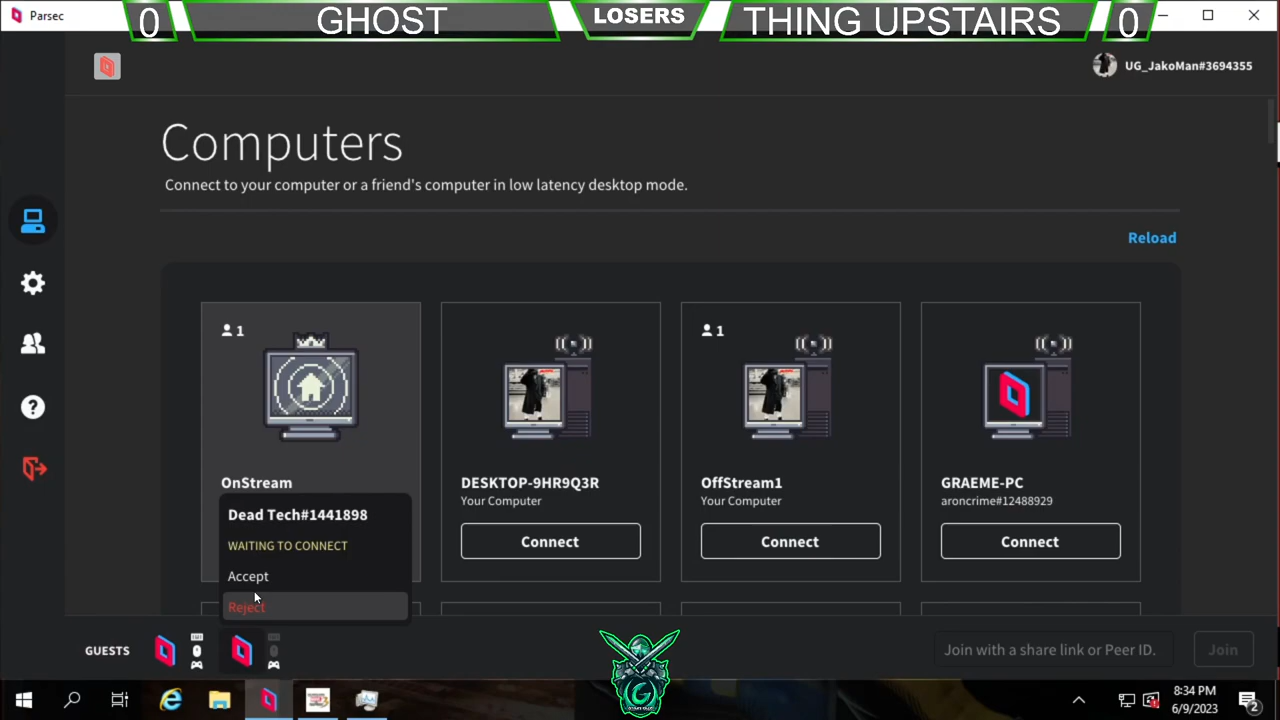 Parsec
0
GHOST
LOSERS
THING UPSTAIRS
0
UG_JakoMan#3694355
Computers
Connect to your computer or a friend's computer in low latency desktop mode.
Reload
1
1
OnStream
DESKTOP-9HR9Q3R
Your Computer
Connect
OffStream1
Your Computer
Connect
GRAEME-PC
aroncrime#12488929
Connect
Dead Tech#1441898
WAITING TO CONNECT
Accept
Reject
GUESTS
Join with a share link or Peer ID.
Join
8:34 PM
6/9/2023
2